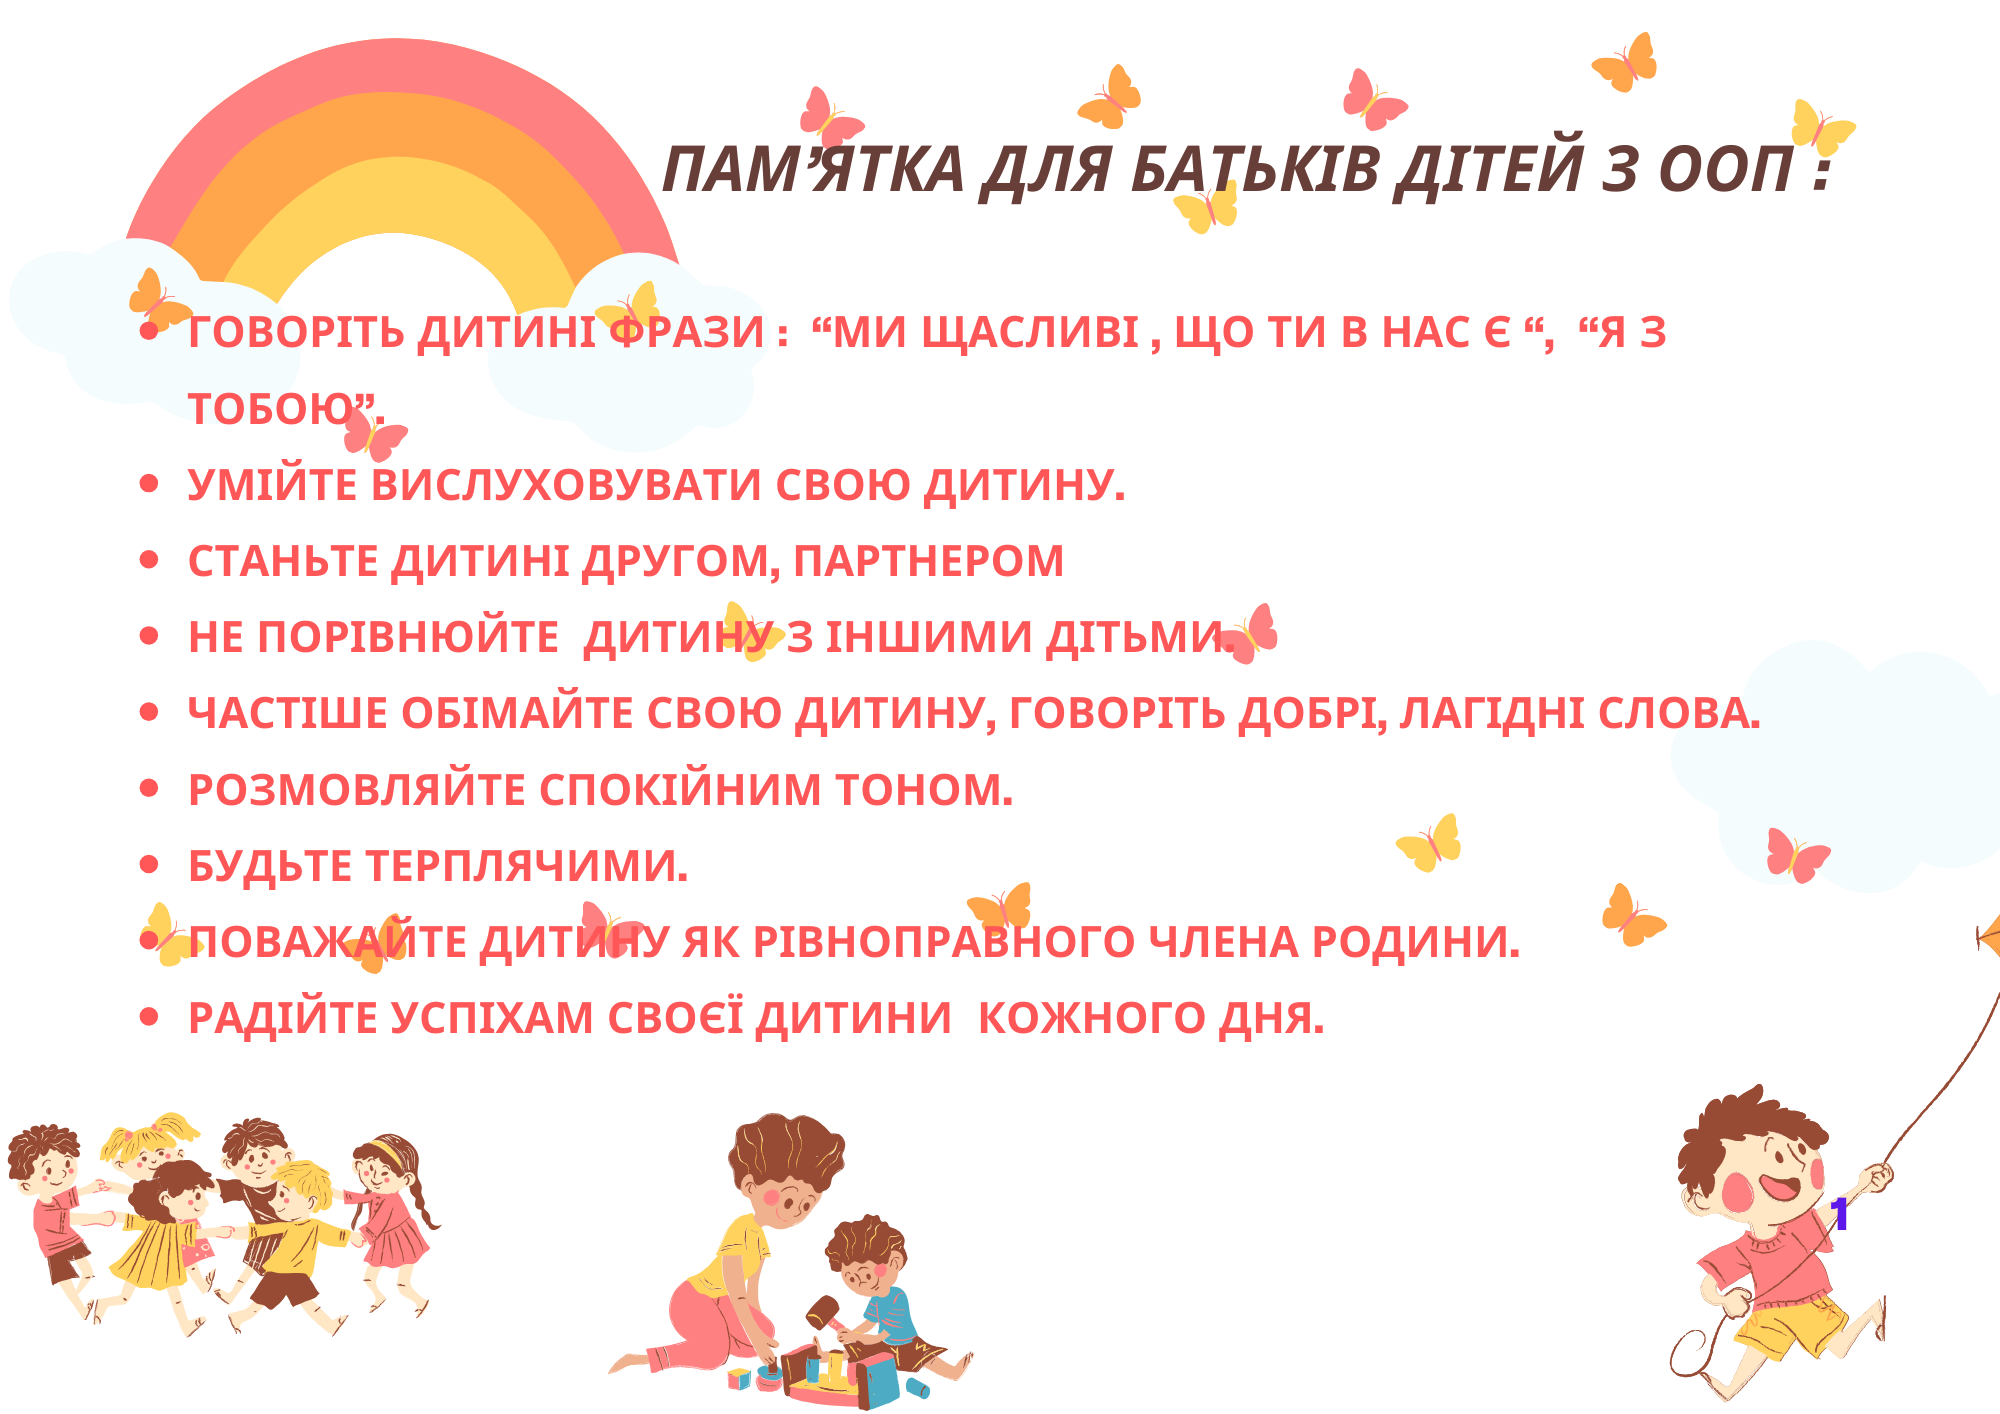 ПАМ’ЯТКА ДЛЯ БАТЬКІВ ДІТЕЙ З ООП :
• ГОВОРІТЬ ДИТИНІ ФРАЗИ : “МИ ЩАСЛИВІ , ЩО ТИ В НАС Є “, “Я З
ТОБОЮ”.
• УМІЙТЕ ВИСЛУХОВУВАТИ СВОЮ ДИТИНУ.
• СТАНЬТЕ ДИТИНІ ДРУГОМ, ПАРТНЕРОМ
• НЕ ПОРІВНЮЙТЕ ДИТИНУ З ІНШИМИ ДІТЬМИ.
• ЧАСТІШЕ ОБІМАЙТЕ СВОЮ ДИТИНУ, ГОВОРІТЬ ДОБРІ, ЛАГІДНІ СЛОВА.
• РОЗМОВЛЯЙТЕ СПОКІЙНИМ ТОНОМ.
• БУДЬТЕ ТЕРПЛЯЧИМИ.
• ПОВАЖАЙТЕ ДИТИНУ ЯК РІВНОПРАВНОГО ЧЛЕНА РОДИНИ.
• РАДІЙТЕ УСПІХАМ СВОЄЇ ДИТИНИ КОЖНОГО ДНЯ.
1